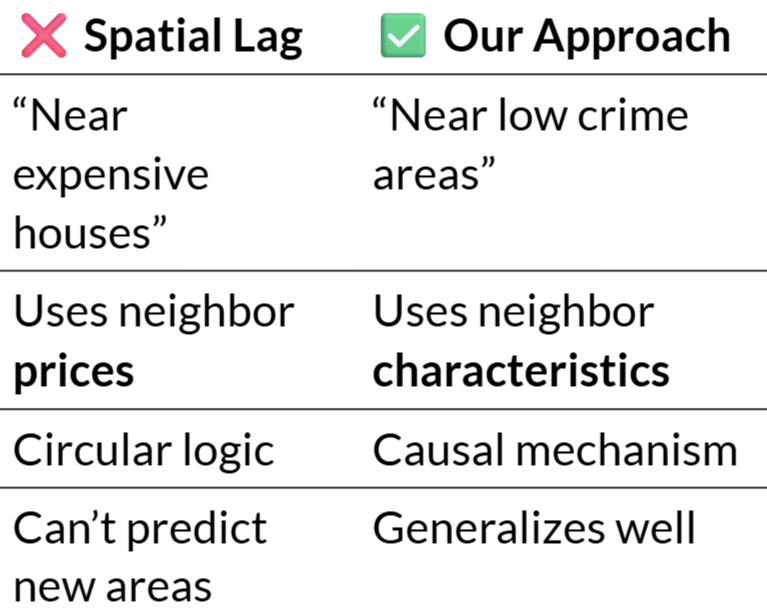 ❌ Spatial Lag ✅ Our Approach
“Near “Near low crime
expensive areas”
houses”
Uses neighbor Uses neighbor
prices characteristics
Circular logic Causal mechanism
Can’t predict Generalizes well
new areas